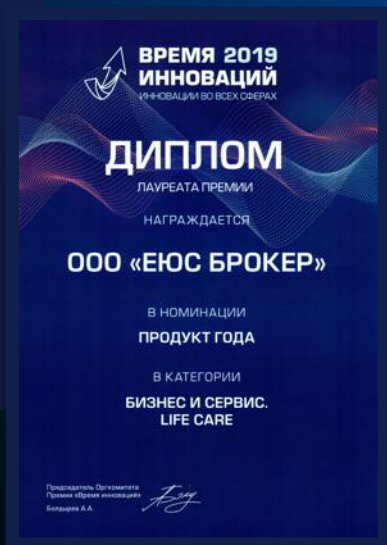 ВРЕМЯ 2019
ИННОВАЦИЙ
ИННОВАЦИИ ВО ВСЕХ СФЕРАХ
ДИПЛОМ
ЛАУРЕАТА ПРЕМИИ
НАГРАЖДАЕТСЯ
ООО «ЕЮС БРОКЕР»
В НОМИНАЦИИ
ПРОДУКТ ГОДА
В КАТЕГОРИИ
БИЗНЕС И СЕРВИС.
LIFE CARE
Председатель Оргкомитета
Премии «Время инноваций»
Болдырев А.А.